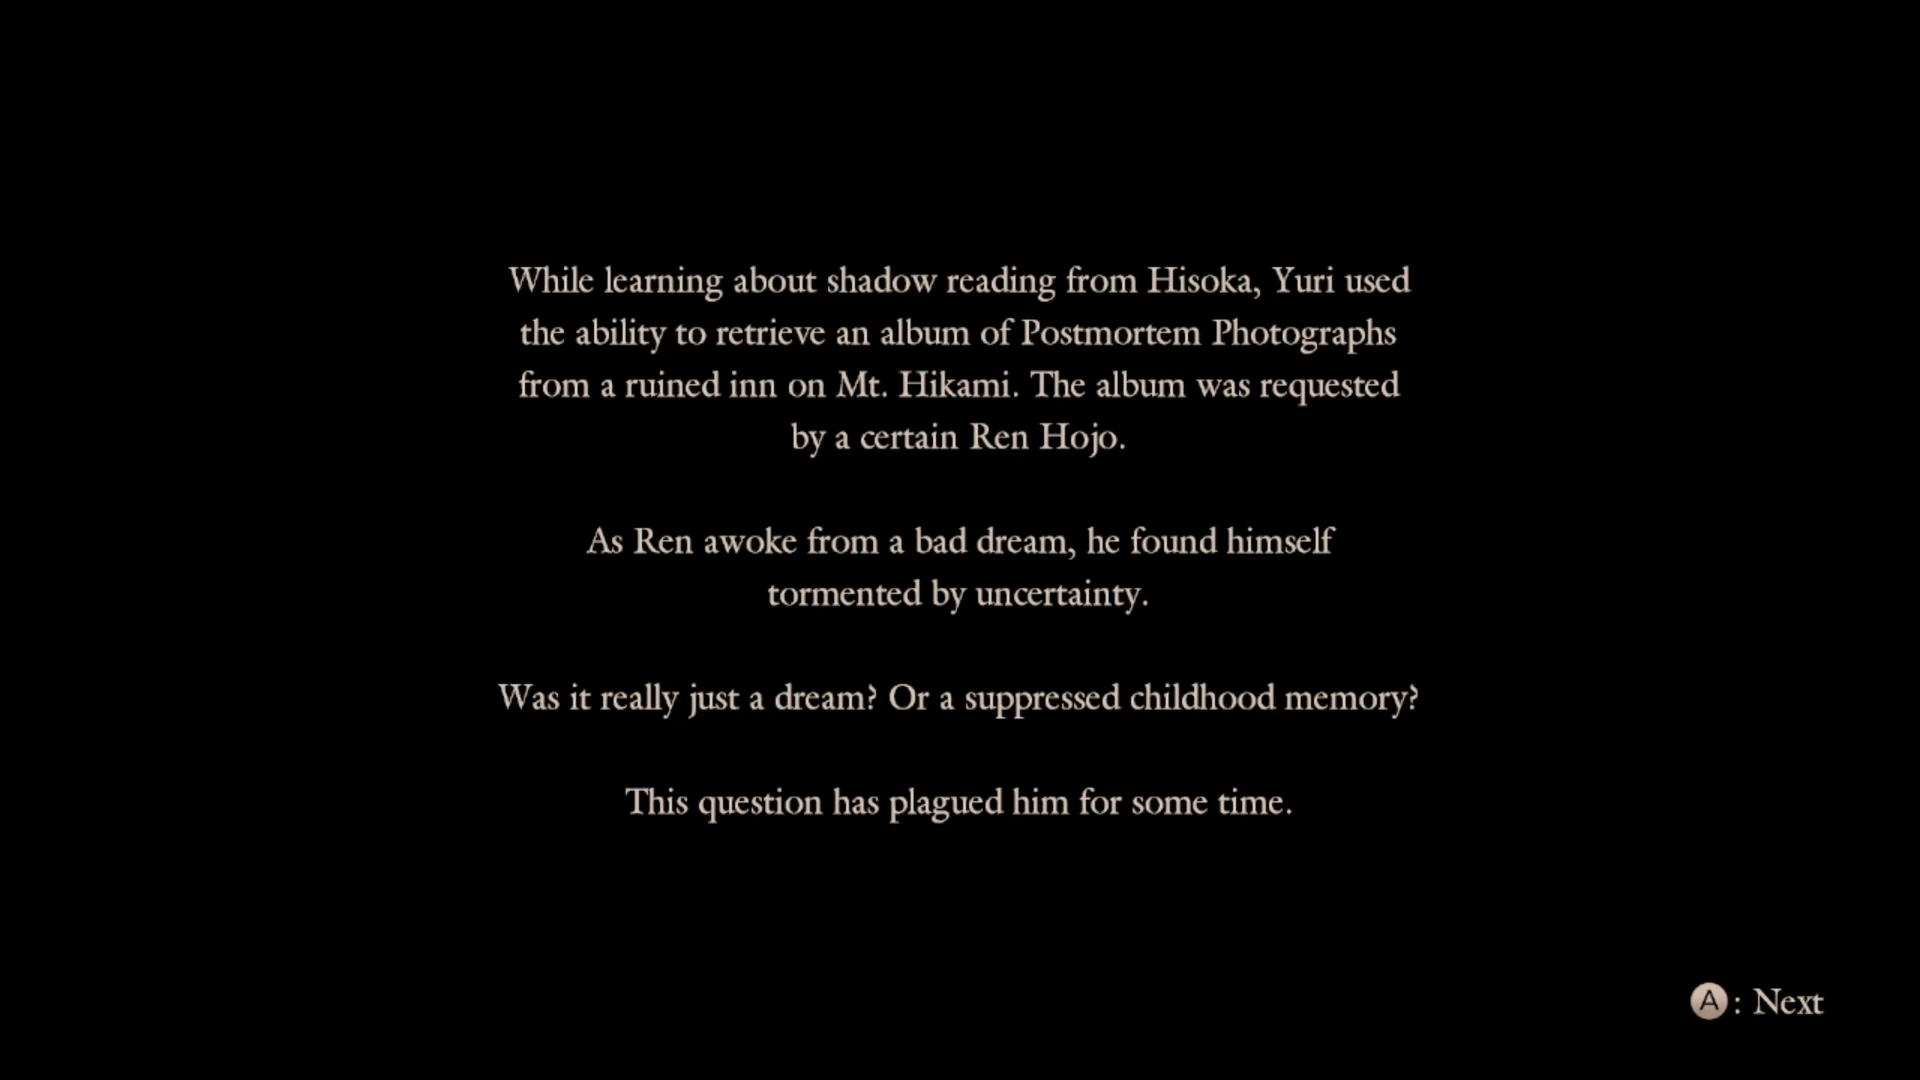 While learning about shadow reading from Hisoka, Yuri used
the ability to retrieve an album of Postmortem Photographs
from a ruined inn on Mt. Hikami. The album was requested
by a certain Ren Hojo.
As Ren awoke from a bad dream, he found himself
tormented by uncertainty.
Was it really just a dream? Or a suppressed childhood memory?
This question has plagued him for some time.
A : Next